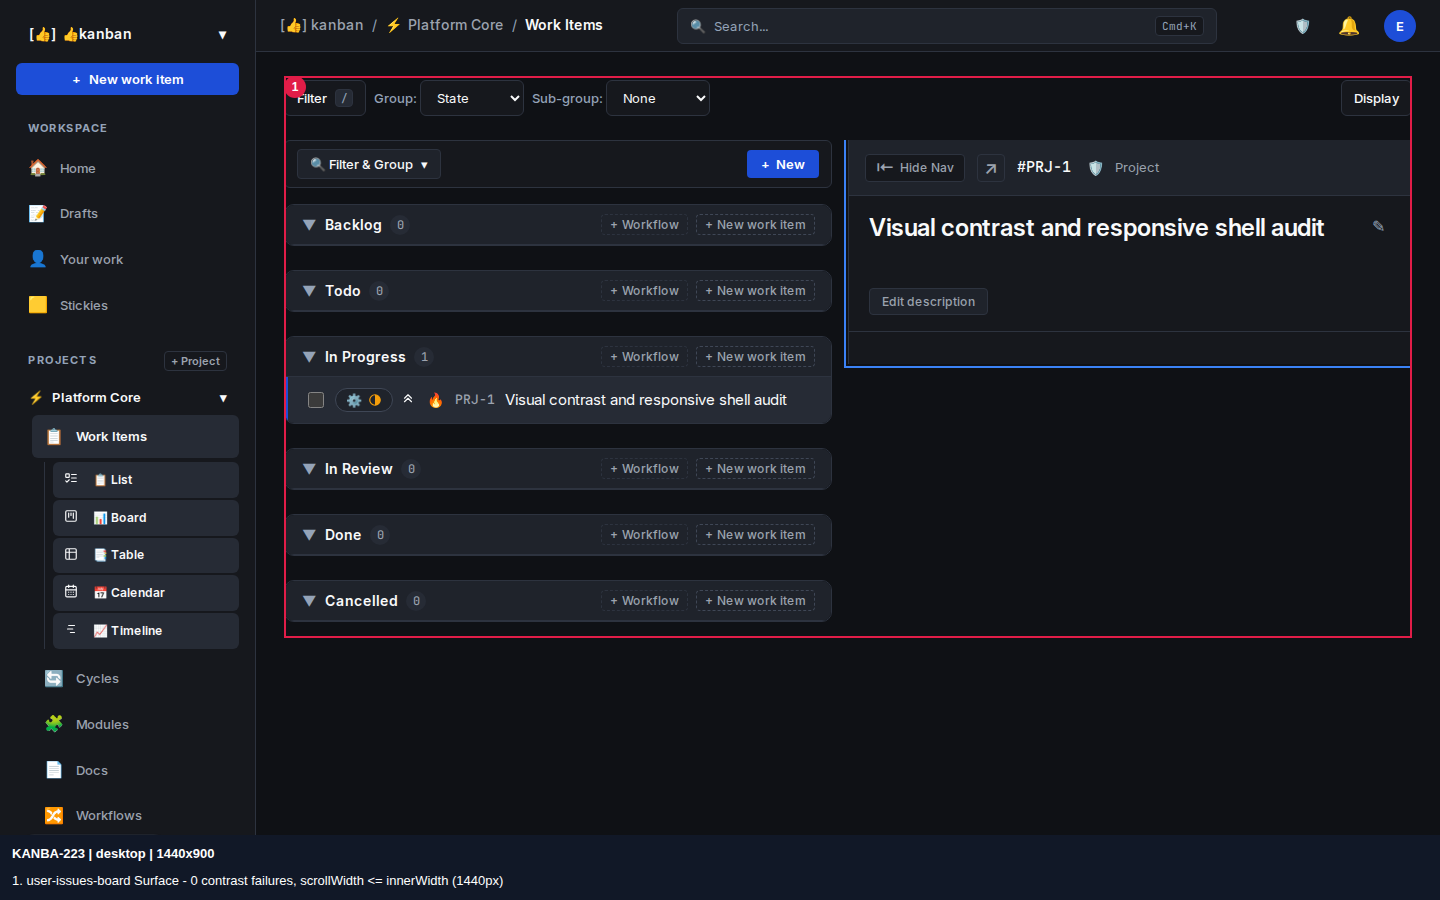 [👍] 👍kanban ▾
+ New work item
WORKSPACE
🏠 Home
📝 Drafts
👤 Your work
🟨 Stickies
PROJECTS + Project
⚡ Platform Core ▾
📋 Work Items
📋 List
📊 Board
📑 Table
📅 Calendar
📈 Timeline
🔄 Cycles
🧩 Modules
📄 Docs
🔀 Workflows
[👍] kanban / ⚡ Platform Core / Work Items
🔍 Search... Cmd+K
🛡️ 🔔 E
1
Filter / Group: State Sub-group: None Display
🔍 Filter & Group ▾ + New
▼ Backlog 0 + Workflow + New work item
▼ Todo 0 + Workflow + New work item
▼ In Progress 1 + Workflow + New work item
⚙️ 🔥 PRJ-1 Visual contrast and responsive shell audit
▼ In Review 0 + Workflow + New work item
▼ Done 0 + Workflow + New work item
▼ Cancelled 0 + Workflow + New work item
Hide Nav #PRJ-1 🛡️ Project
Visual contrast and responsive shell audit ✎
Edit description
KANBA-223 | desktop | 1440x900
1. user-issues-board Surface - 0 contrast failures, scrollWidth <= innerWidth (1440px)